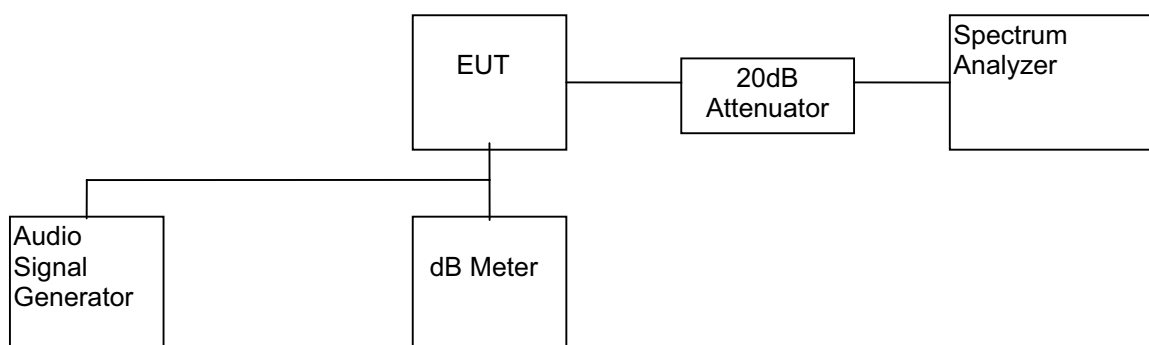 EUT
20dB
Attenuator
Spectrum
Analyzer
Audio
Signal
Generator
dB Meter